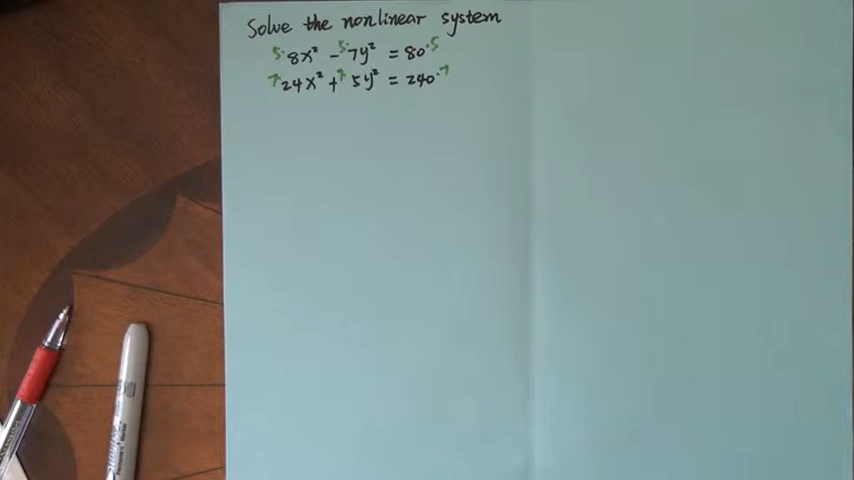 Solve the nonlinear system
5· 8x² - 5· 7y² = 80 ·5
7· 24x² + 7· 5y² = 240 ·7